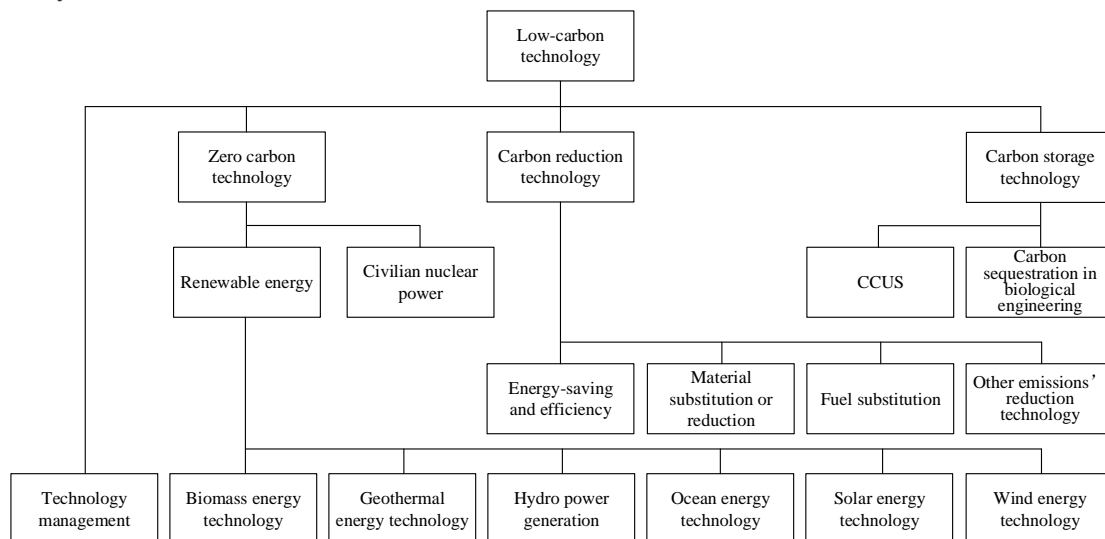 Low-carbon
technology
Zero carbon
technology
Carbon reduction
technology
Carbon storage
technology
Renewable energy
Civilian nuclear
power
CCUS
Carbon
sequestration in
biological
engineering
Energy-saving
and efficiency
Material
substitution or
reduction
Fuel substitution
Other emissions’
reduction
technology
Technology
management
Biomass energy
technology
Geothermal
energy technology
Hydro power
generation
Ocean energy
technology
Solar energy
technology
Wind energy
technology